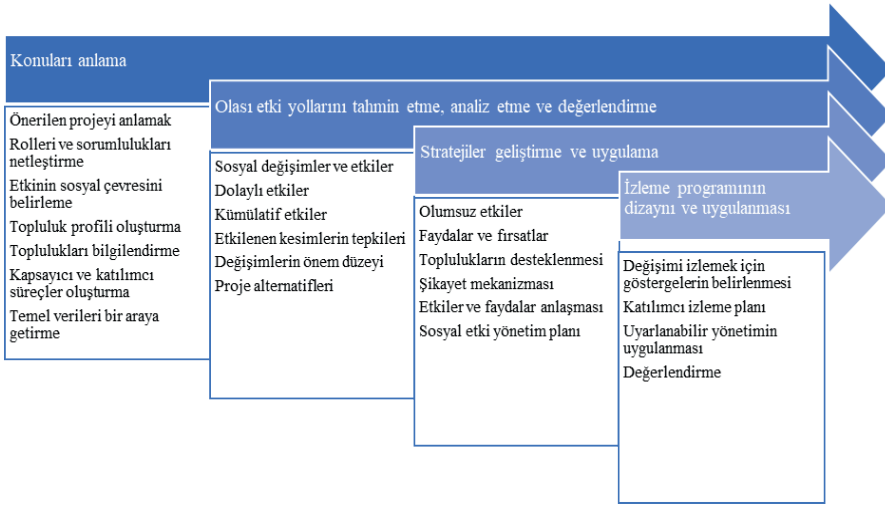 Konuları anlama
Önerilen projeyi anlamak
Rolleri ve sorumlulukları
netleştirme
Etkinin sosyal çevresini
belirleme
Topluluk profili oluşturma
Toplulukları bilgilendirme
Kapsayıcı ve katılımcı
süreçler oluşturma
Temel verileri bir araya
getirme
Olası etki yollarını tahmin etme, analiz etme ve değerlendirme
Sosyal değişimler ve etkiler
Dolaylı etkiler
Kümülatif etkiler
Etkilenen kesimlerin tepkileri
Değişimlerin önem düzeyi
Proje alternatifleri
Stratejiler geliştirme ve uygulama
Olumsuz etkiler
Faydalar ve fırsatlar
Toplulukların desteklenmesi
Şikayet mekanizması
Etkiler ve faydalar anlaşması
Sosyal etki yönetim planı
İzleme programının
dizaynı ve uygulanması
Değişimi izlemek için
göstergelerin belirlenmesi
Katılımcı izleme planı
Uyarlanabilir yönetimin
uygulanması
Değerlendirme